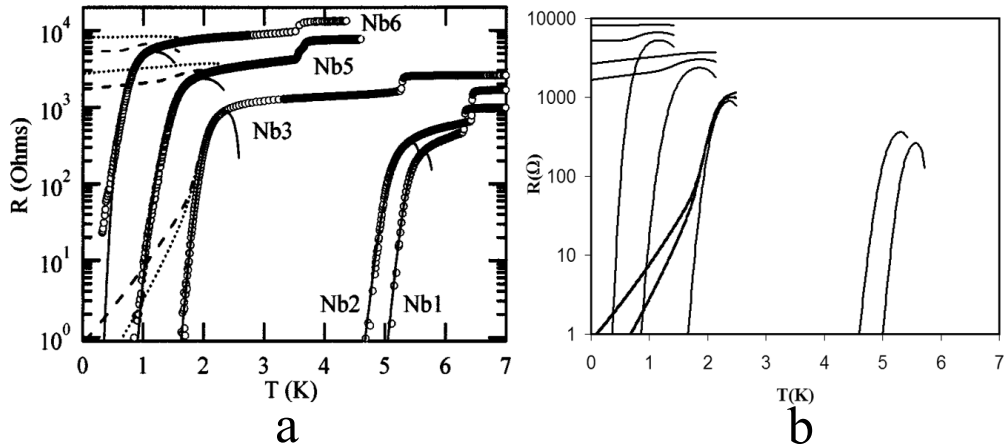 R (Ohms)
10⁴
10³
10²
10¹
10⁰
Nb6
Nb5
Nb3
Nb2
Nb1
0 1 2 3 4 5 6 7
T (K)
a
R(Ω)
10000
1000
100
10
1
0 1 2 3 4 5 6 7
T(K)
b